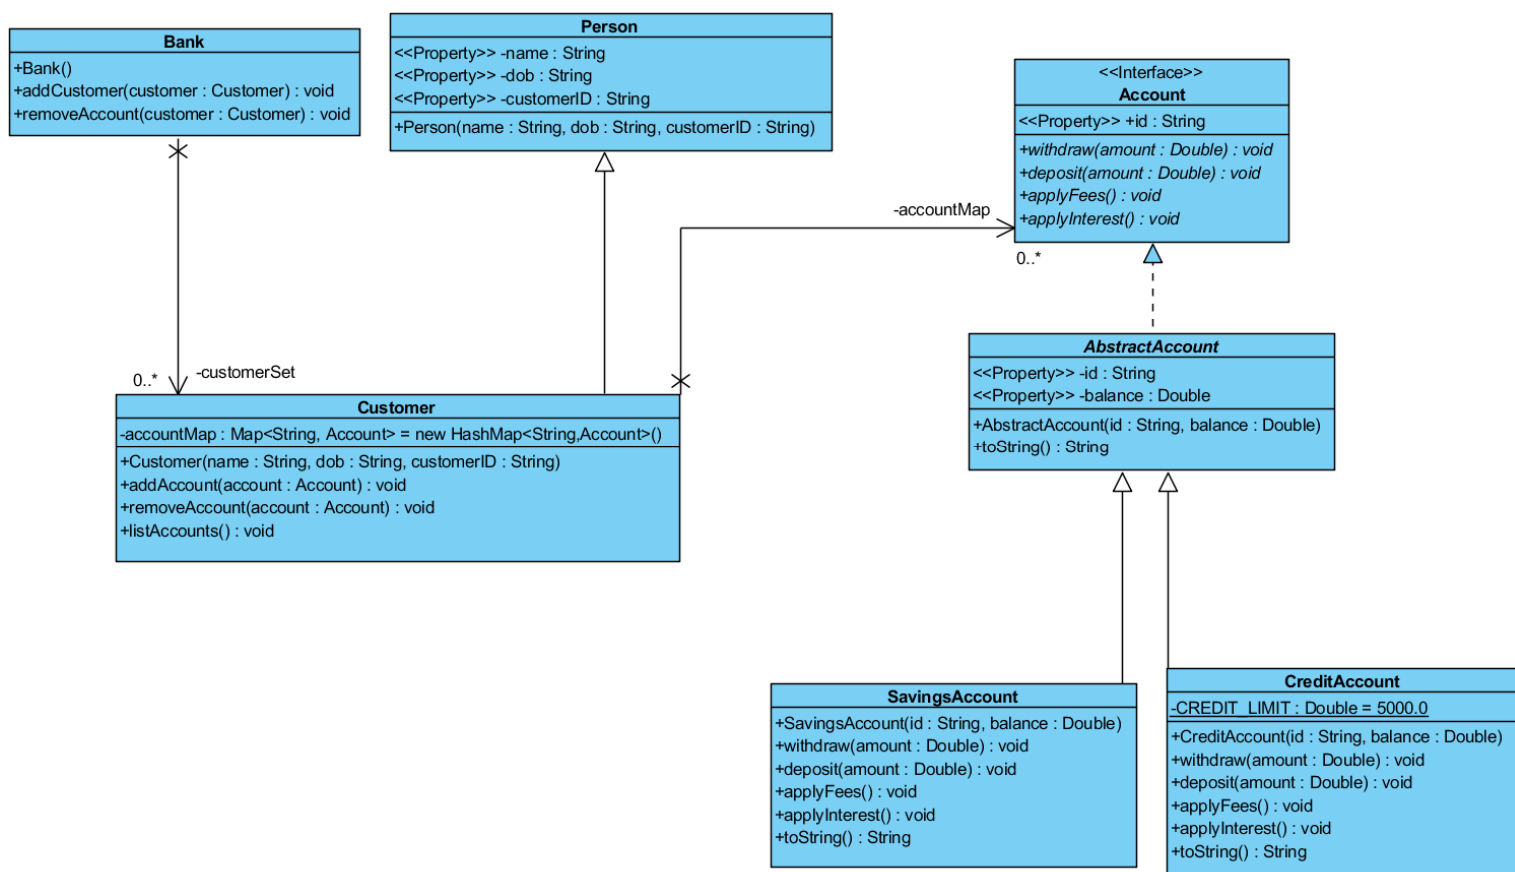 Bank
+Bank()
+addCustomer(customer : Customer) : void
+removeAccount(customer : Customer) : void
Person
<<Property>> -name : String
<<Property>> -dob : String
<<Property>> -customerID : String
+Person(name : String, dob : String, customerID : String)
<<Interface>>
Account
<<Property>> +id : String
+withdraw(amount : Double) : void
+deposit(amount : Double) : void
+applyFees() : void
+applyInterest() : void
-accountMap
0..*
0..*
-customerSet
Customer
-accountMap : Map<String, Account> = new HashMap<String,Account>()
+Customer(name : String, dob : String, customerID : String)
+addAccount(account : Account) : void
+removeAccount(account : Account) : void
+listAccounts() : void
AbstractAccount
<<Property>> -id : String
<<Property>> -balance : Double
+AbstractAccount(id : String, balance : Double)
+toString() : String
SavingsAccount
+SavingsAccount(id : String, balance : Double)
+withdraw(amount : Double) : void
+deposit(amount : Double) : void
+applyFees() : void
+applyInterest() : void
+toString() : String
CreditAccount
-CREDIT_LIMIT : Double = 5000.0
+CreditAccount(id : String, balance : Double)
+withdraw(amount : Double) : void
+deposit(amount : Double) : void
+applyFees() : void
+applyInterest() : void
+toString() : String